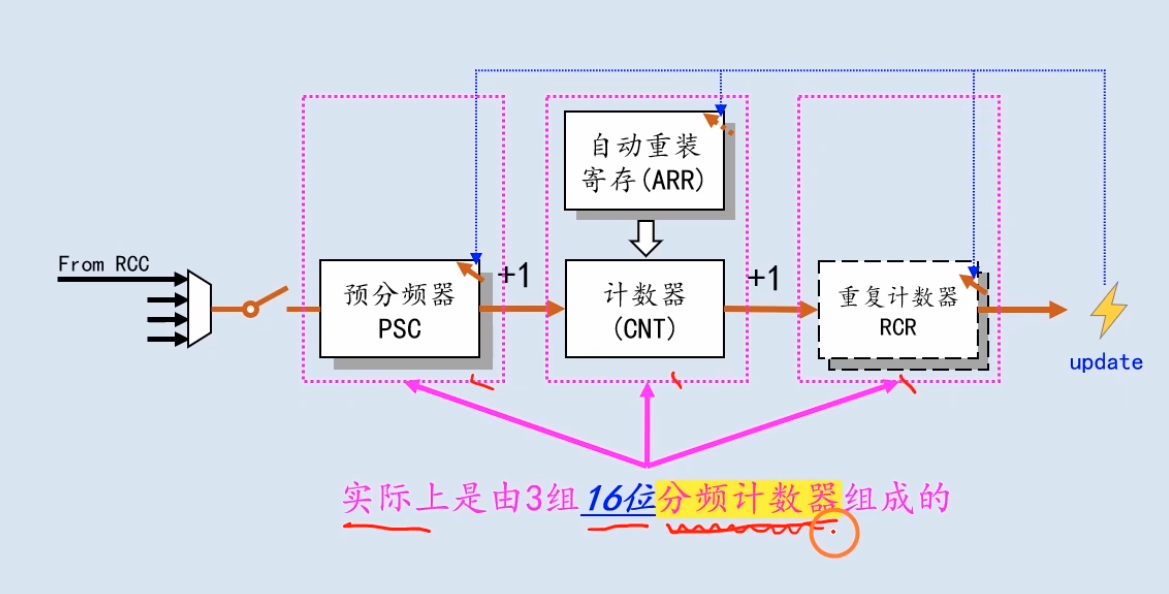 自动重装
寄存(ARR)
From RCC
+1
+1
预分频器
PSC
计数器
(CNT)
重复计数器
RCR
update
实际上是由3组16位分频计数器组成的